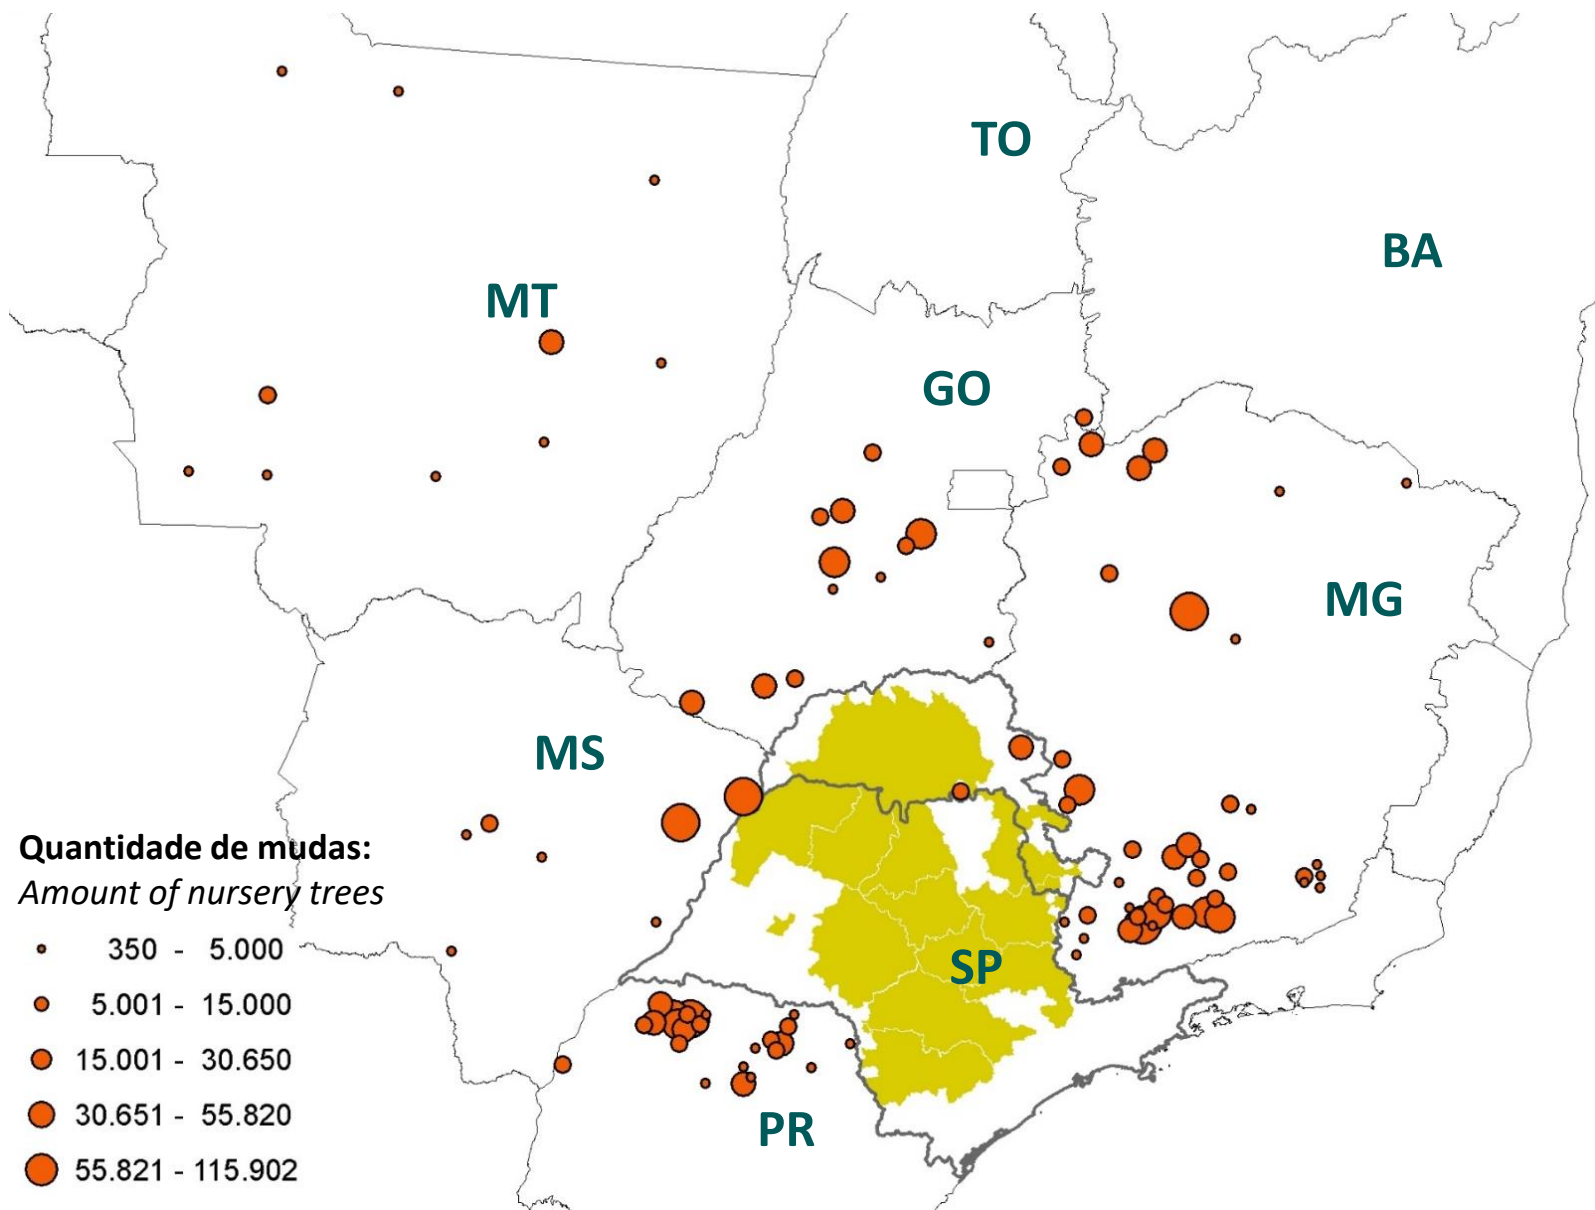 TO
BA
MT
GO
MG
MS
SP
PR
Quantidade de mudas:
Amount of nursery trees
350 - 5.000
5.001 - 15.000
15.001 - 30.650
30.651 - 55.820
55.821 - 115.902